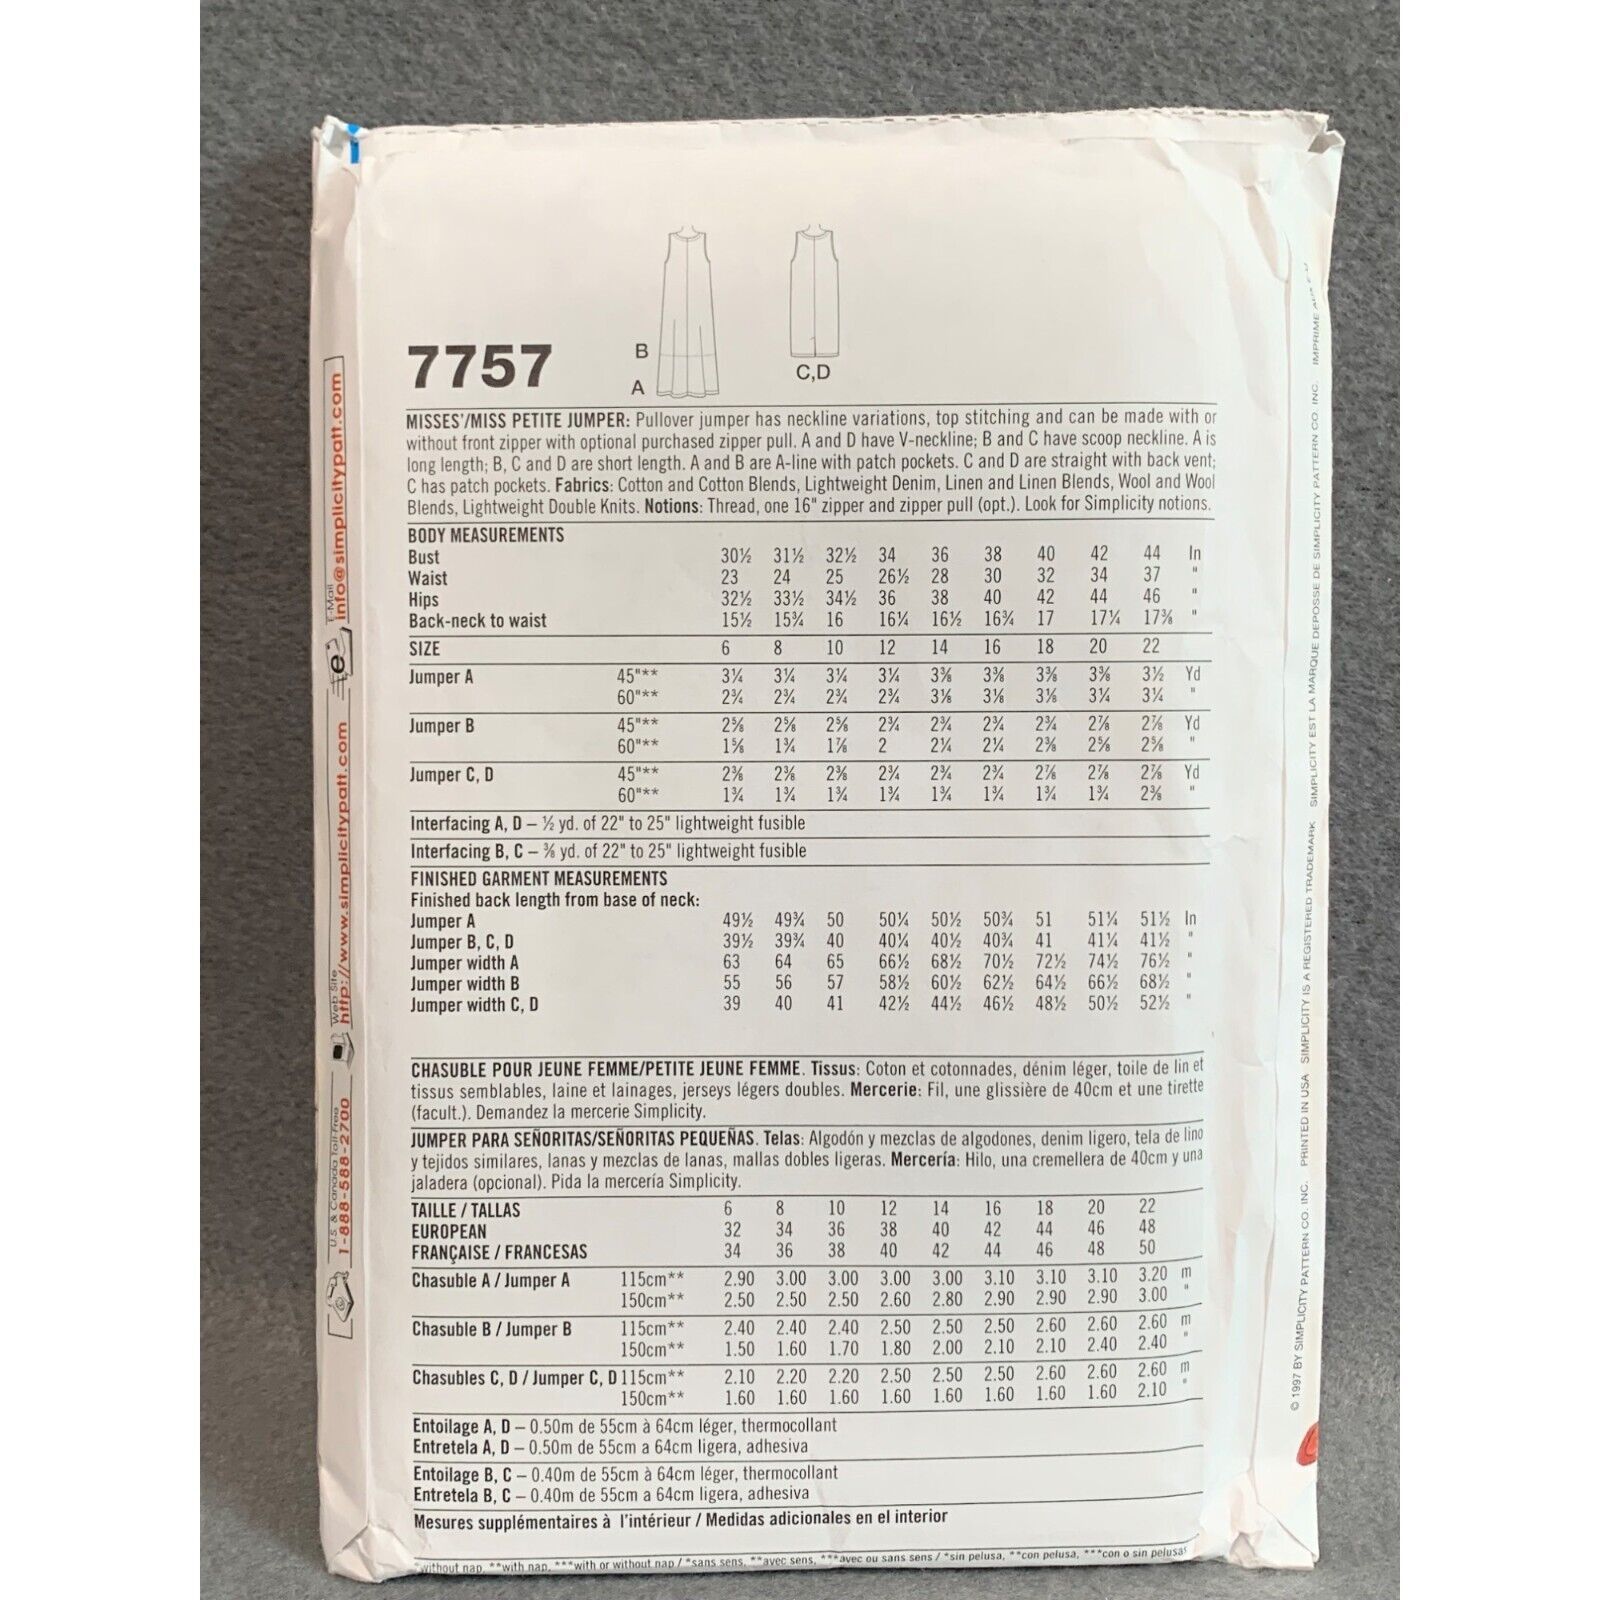 7757
B
A
C,D
MISSES'/MISS PETITE JUMPER: Pullover jumper has neckline variations, top stitching and can be made with or
without front zipper with optional purchased zipper pull. A and D have V-neckline; B and C have scoop neckline. A is
long length; B, C and D are short length. A and B are A-line with patch pockets. C and D are straight with back vent;
C has patch pockets. Fabrics: Cotton and Cotton Blends, Lightweight Denim, Linen and Linen Blends, Wool and Wool
Blends, Lightweight Double Knits. Notions: Thread, one 16" zipper and zipper pull (opt.). Look for Simplicity notions.
BODY MEASUREMENTS
Bust 30½ 31½ 32½ 34 36 38 40 42 44 In
Waist 23 24 25 26½ 28 30 32 34 37 "
Hips 32½ 33½ 34½ 36 38 40 42 44 46 "
Back-neck to waist 15½ 15¾ 16 16¼ 16½ 16¾ 17 17¼ 17⅜ "
SIZE 6 8 10 12 14 16 18 20 22
Jumper A 45"** 3¼ 3¼ 3¼ 3¼ 3⅜ 3⅜ 3⅜ 3⅜ 3½ Yd
60"** 2¾ 2¾ 2¾ 2¾ 3⅛ 3⅛ 3⅛ 3¼ 3¼ "
Jumper B 45"** 2⅝ 2⅝ 2⅝ 2¾ 2¾ 2¾ 2¾ 2⅞ 2⅞ Yd
60"** 1⅝ 1¾ 1⅞ 2 2¼ 2¼ 2⅜ 2⅝ 2⅝ "
Jumper C, D 45"** 2⅜ 2⅜ 2⅜ 2¾ 2¾ 2¾ 2⅞ 2⅞ 2⅞ Yd
60"** 1¾ 1¾ 1¾ 1¾ 1¾ 1¾ 1¾ 1¾ 2⅜ "
Interfacing A, D – ½ yd. of 22" to 25" lightweight fusible
Interfacing B, C – ⅜ yd. of 22" to 25" lightweight fusible
FINISHED GARMENT MEASUREMENTS
Finished back length from base of neck:
Jumper A 49½ 49¾ 50 50¼ 50½ 50¾ 51 51¼ 51½ In
Jumper B, C, D 39½ 39¾ 40 40¼ 40½ 40¾ 41 41¼ 41½ "
Jumper width A 63 64 65 66½ 68½ 70½ 72½ 74½ 76½ "
Jumper width B 55 56 57 58½ 60½ 62½ 64½ 66½ 68½ "
Jumper width C, D 39 40 41 42½ 44½ 46½ 48½ 50½ 52½ "
CHASUBLE POUR JEUNE FEMME/PETITE JEUNE FEMME. Tissus: Coton et cotonnades, dénim léger, toile de lin et
tissus semblables, laine et lainages, jerseys légers doubles. Mercerie: Fil, une glissière de 40cm et une tirette
(facult.). Demandez la mercerie Simplicity.
JUMPER PARA SEÑORITAS/SEÑORITAS PEQUEÑAS. Telas: Algodón y mezclas de algodones, denim ligero, tela de lino
y tejidos similares, lanas y mezclas de lanas, mallas dobles ligeras. Mercería: Hilo, una cremellera de 40cm y una
jaladera (opcional). Pida la mercería Simplicity.
TAILLE / TALLAS 6 8 10 12 14 16 18 20 22
EUROPEAN 32 34 36 38 40 42 44 46 48
FRANÇAISE / FRANCESAS 34 36 38 40 42 44 46 48 50
Chasuble A / Jumper A 115cm** 2.90 3.00 3.00 3.00 3.00 3.10 3.10 3.10 3.20 m
150cm** 2.50 2.50 2.50 2.60 2.80 2.90 2.90 2.90 3.00 "
Chasuble B / Jumper B 115cm** 2.40 2.40 2.40 2.50 2.50 2.50 2.60 2.60 2.60 m
150cm** 1.50 1.60 1.70 1.80 2.00 2.10 2.10 2.40 2.40 "
Chasubles C, D / Jumper C, D 115cm** 2.10 2.20 2.20 2.50 2.50 2.50 2.60 2.60 2.60 m
150cm** 1.60 1.60 1.60 1.60 1.60 1.60 1.60 1.60 2.10 "
Entoilage A, D – 0.50m de 55cm à 64cm léger, thermocollant
Entretela A, D – 0.50m de 55cm a 64cm ligera, adhesiva
Entoilage B, C – 0.40m de 55cm à 64cm léger, thermocollant
Entretela B, C – 0.40m de 55cm a 64cm ligera, adhesiva
Mesures supplémentaires à l'intérieur / Medidas adicionales en el interior
*without nap, **with nap, ***with or without nap / *sans sens, **avec sens, ***avec ou sans sens / *sin pelusa, **con pelusa, ***con o sin pelusas
U.S. & Canada Toll-Free
1-888-588-2700
Web Site
http://www.simplicitypatt.com
E-Mail
info@simplicitypatt.com
© 1997 BY SIMPLICITY PATTERN CO. INC. PRINTED IN USA SIMPLICITY IS A REGISTERED TRADEMARK SIMPLICITY EST LA MARQUE DEPOSSE DE SIMPLICITY PATTERN CO. INC. IMPRIME